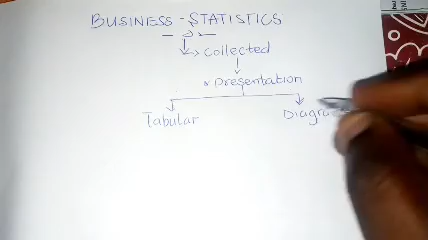 BUSINESS-STATISTICS
collected
Presentation
Tabular